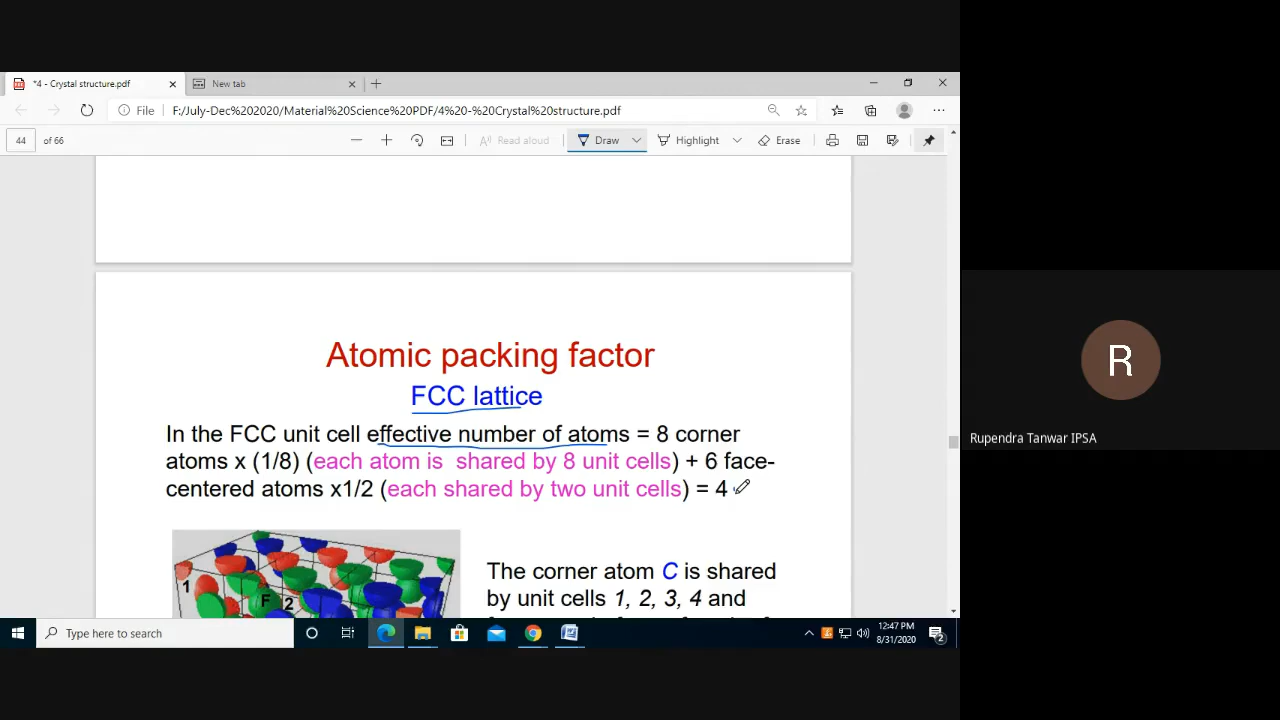 *4 - Crystal structure.pdf
New tab
File
F:/July-Dec%202020/Material%20Science%20PDF/4%20-%20Crystal%20structure.pdf
44 of 66
Read aloud
Draw
Highlight
Erase
Atomic packing factor
FCC lattice
In the FCC unit cell effective number of atoms = 8 corner
atoms x (1/8) (each atom is shared by 8 unit cells) + 6 face-
centered atoms x1/2 (each shared by two unit cells) = 4
1
F
2
The corner atom C is shared
by unit cells 1, 2, 3, 4 and
R
Rupendra Tanwar IPSA
Type here to search
12:47 PM
8/31/2020
2